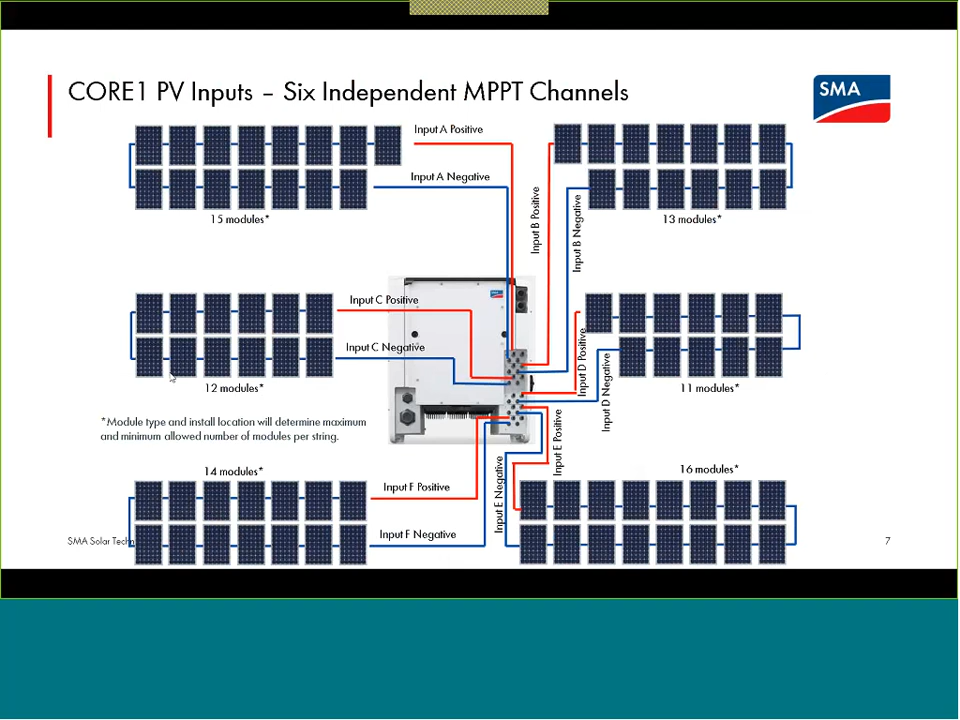 CORE1 PV Inputs – Six Independent MPPT Channels
SMA
Input A Positive
Input A Negative
15 modules*
Input B Positive
Input B Negative
13 modules*
SMA
Input C Positive
Input C Negative
12 modules*
Input D Positive
Input D Negative
11 modules*
*Module type and install location will determine maximum
and minimum allowed number of modules per string.
14 modules*
Input F Positive
Input F Negative
Input E Positive
Input E Negative
16 modules*
SMA Solar Techn
7